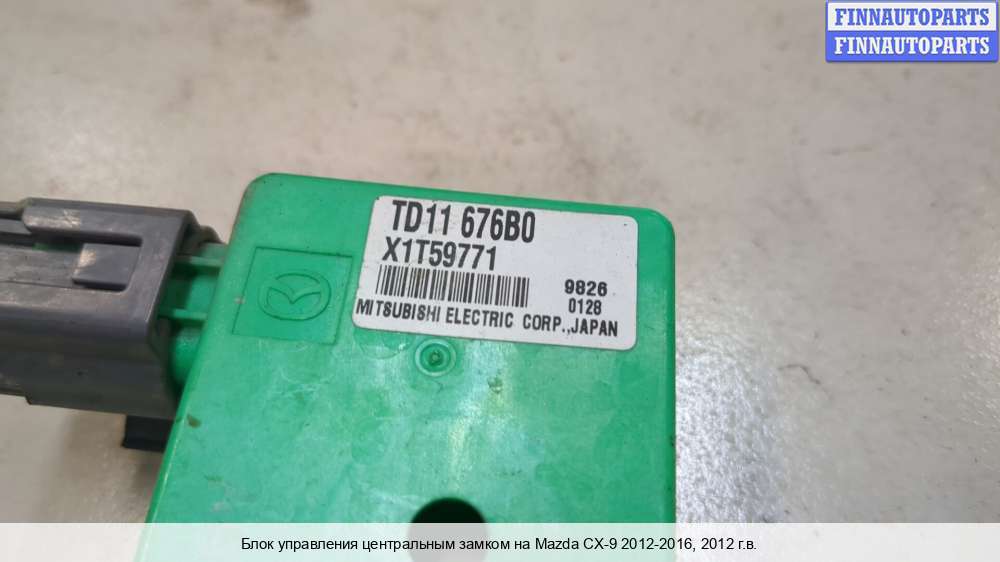 FINNAUTOPARTS
FINNAUTOPARTS
TD11 676B0
X1T59771
9826
0128
MITSUBISHI ELECTRIC CORP.,JAPAN
Блок управления центральным замком на Mazda CX-9 2012-2016, 2012 г.в.